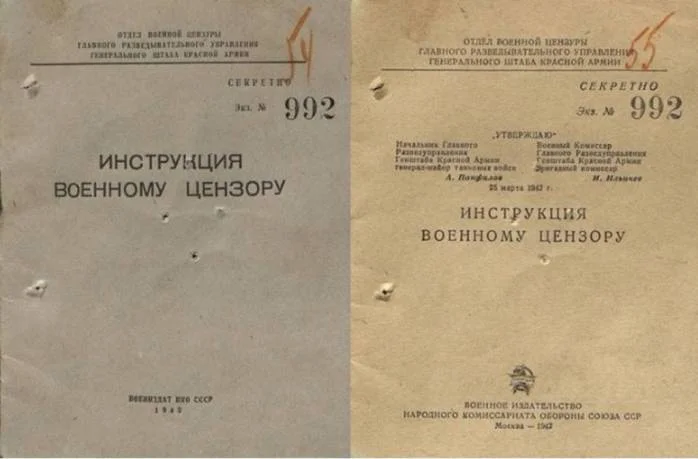 ОТДЕЛ ВОЕННОЙ ЦЕНЗУРЫ
ГЛАВНОГО РАЗВЕДЫВАТЕЛЬНОГО УПРАВЛЕНИЯ
ГЕНЕРАЛЬНОГО ШТАБА КРАСНОЙ АРМИИ
54
СЕКРЕТНО
Экз. № 992
ИНСТРУКЦИЯ
ВОЕННОМУ ЦЕНЗОРУ
ВОЕНИЗДАТ НКО СССР
1942
ОТДЕЛ ВОЕННОЙ ЦЕНЗУРЫ
ГЛАВНОГО РАЗВЕДЫВАТЕЛЬНОГО УПРАВЛЕНИЯ
ГЕНЕРАЛЬНОГО ШТАБА КРАСНОЙ АРМИИ
55
СЕКРЕТНО
Экз. № 992
„УТВЕРЖДАЮ“
Начальник Главного
Разведуправления
Генштаба Красной Армии
генерал-майор танковых войск
А. Панфилов
Военный Комиссар
Главного Разведуправления
Генштаба Красной Армии
бригадный комиссар
И. Ильичев
25 марта 1942 г.
ИНСТРУКЦИЯ
ВОЕННОМУ ЦЕНЗОРУ
ВОЕННОЕ ИЗДАТЕЛЬСТВО
НАРОДНОГО КОМИССАРИАТА ОБОРОНЫ СОЮЗА ССР
Москва — 1942